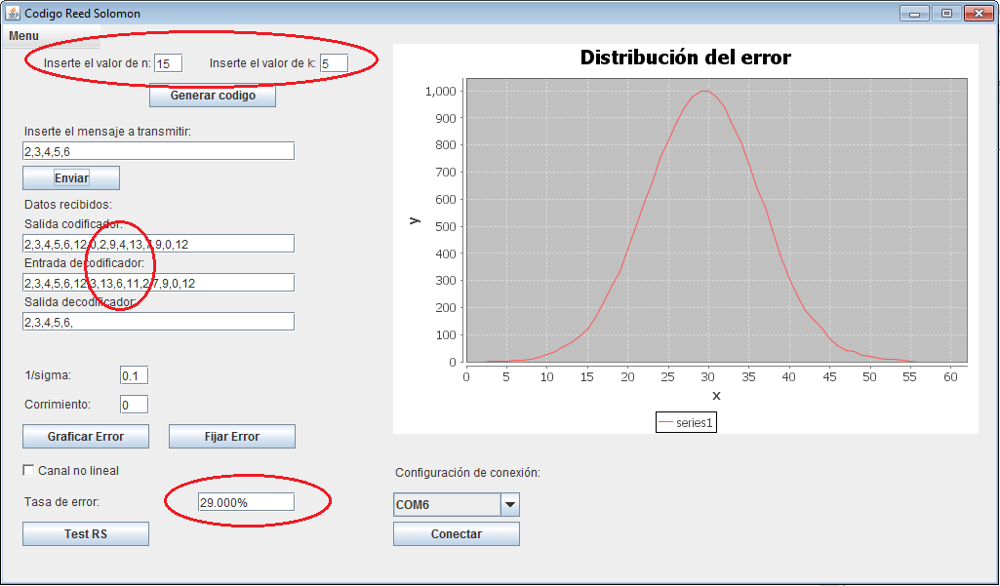 Codigo Reed Solomon
Menu
Inserte el valor de n: 15 Inserte el valor de k: 5
Generar codigo
Inserte el mensaje a transmitir:
2,3,4,5,6
Enviar
Datos recibidos:
Salida codificador:
2,3,4,5,6,12,0,2,9,4,13,7,9,0,12
Entrada decodificador:
2,3,4,5,6,12,3,13,6,11,2,7,9,0,12
Salida decodificador:
2,3,4,5,6,
1/sigma: 0.1
Corrimiento: 0
Graficar Error Fijar Error
Canal no lineal
Tasa de error: 29.000%
Test RS
Distribución del error
1,000
900
800
700
600
500
400
300
200
100
0
y
0 5 10 15 20 25 30 35 40 45 50 55 60
x
series1
Configuración de conexión:
COM6
Conectar